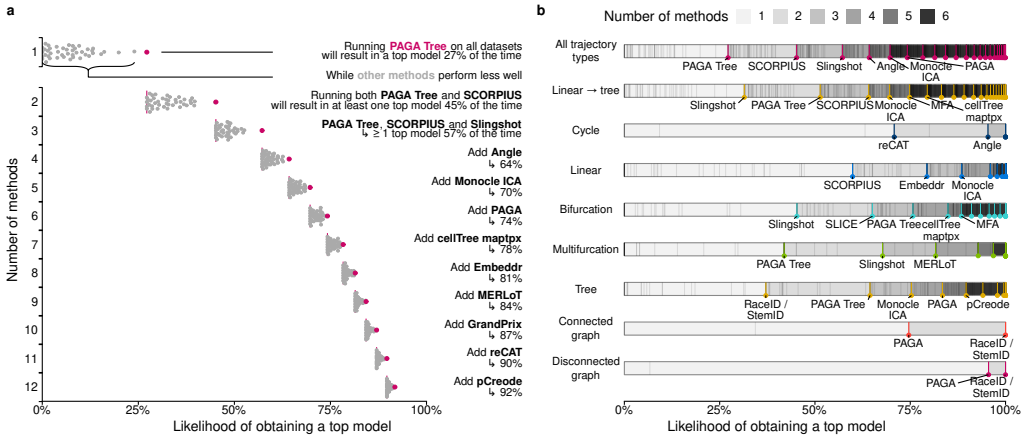 a
Number of methods
1
2
3
4
5
6
7
8
9
10
11
12
Running PAGA Tree on all datasets
will result in a top model 27% of the time
While other methods perform less well
Running both PAGA Tree and SCORPIUS
will result in at least one top model 45% of the time
PAGA Tree, SCORPIUS and Slingshot
↳ ≥ 1 top model 57% of the time
Add Angle
↳ 64%
Add Monocle ICA
↳ 70%
Add PAGA
↳ 74%
Add cellTree maptpx
↳ 78%
Add Embeddr
↳ 81%
Add MERLoT
↳ 84%
Add GrandPrix
↳ 87%
Add reCAT
↳ 90%
Add pCreode
↳ 92%
0% 25% 50% 75% 100%
Likelihood of obtaining a top model
b
Number of methods 1 2 3 4 5 6
All trajectory
types
PAGA Tree SCORPIUS Slingshot Angle Monocle
ICA PAGA
Linear → tree
Slingshot PAGA Tree SCORPIUS Monocle
ICA MFA cellTree
maptpx
Cycle
reCAT Angle
Linear
SCORPIUS Embeddr Monocle
ICA
Bifurcation
Slingshot SLICE PAGA Tree cellTree
maptpx MFA
Multifurcation
PAGA Tree Slingshot MERLoT
Tree
RaceID /
StemID PAGA Tree Monocle
ICA PAGA pCreode
Connected
graph
PAGA RaceID /
StemID
Disconnected
graph
PAGA RaceID /
StemID
0% 25% 50% 75% 100%
Likelihood of obtaining a top model